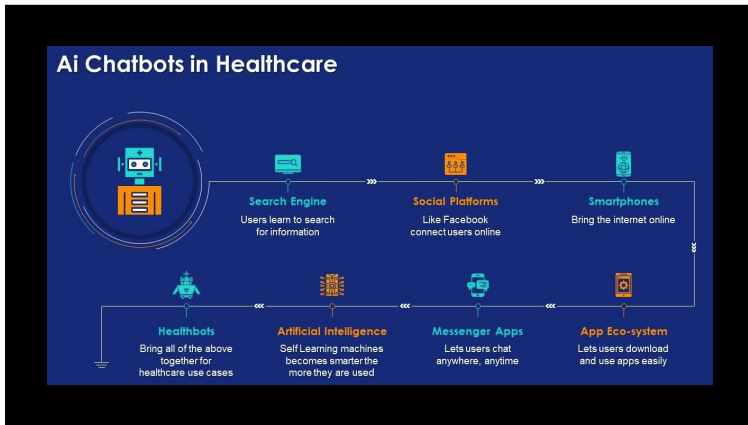 Ai Chatbots in Healthcare
Search Engine
Users learn to search
for information
Social Platforms
Like Facebook
connect users online
Smartphones
Bring the internet online
Healthbots
Bring all of the above
together for
healthcare use cases
Artificial Intelligence
Self Learning machines
becomes smarter the
more they are used
Messenger Apps
Lets users chat
anywhere, anytime
App Eco-system
Lets users download
and use apps easily